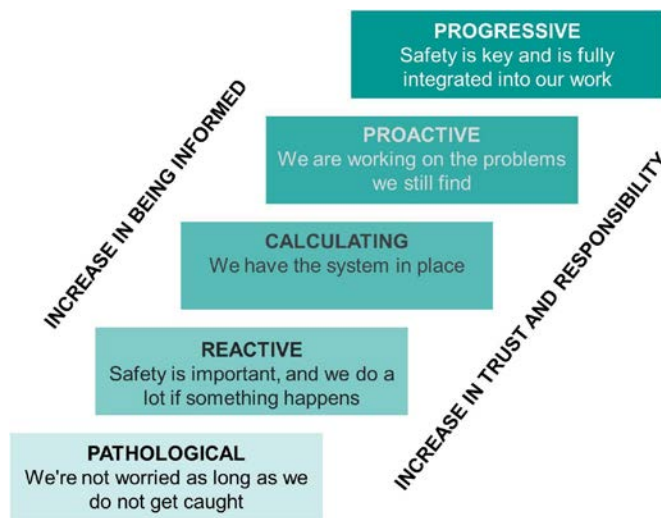 PROGRESSIVE
Safety is key and is fully
integrated into our work
PROACTIVE
We are working on the problems
we still find
CALCULATING
We have the system in place
REACTIVE
Safety is important, and we do a
lot if something happens
PATHOLOGICAL
We're not worried as long as we
do not get caught
INCREASE IN BEING INFORMED
INCREASE IN TRUST AND RESPONSIBILITY